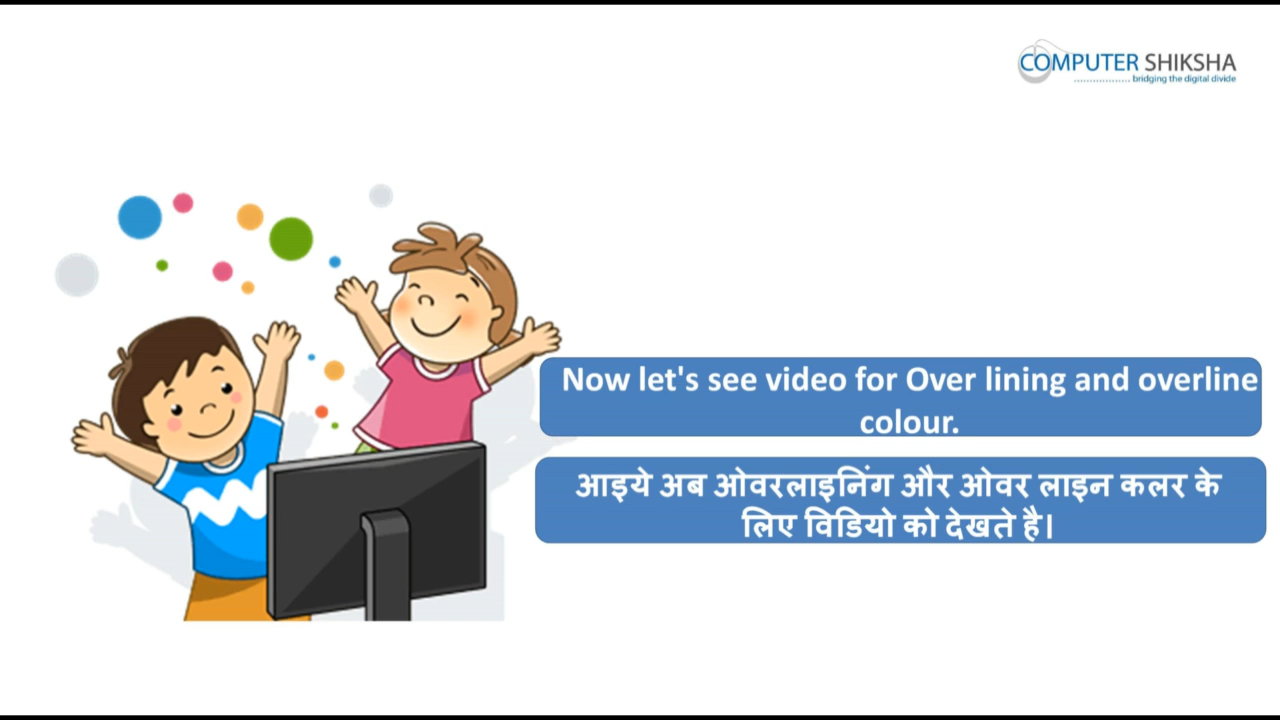 COMPUTER SHIKSHA
bridging the digital divide
Now let's see video for Over lining and overline
colour.
आइये अब ओवरलाइनिंग और ओवर लाइन कलर के
लिए विडियो को देखते है।